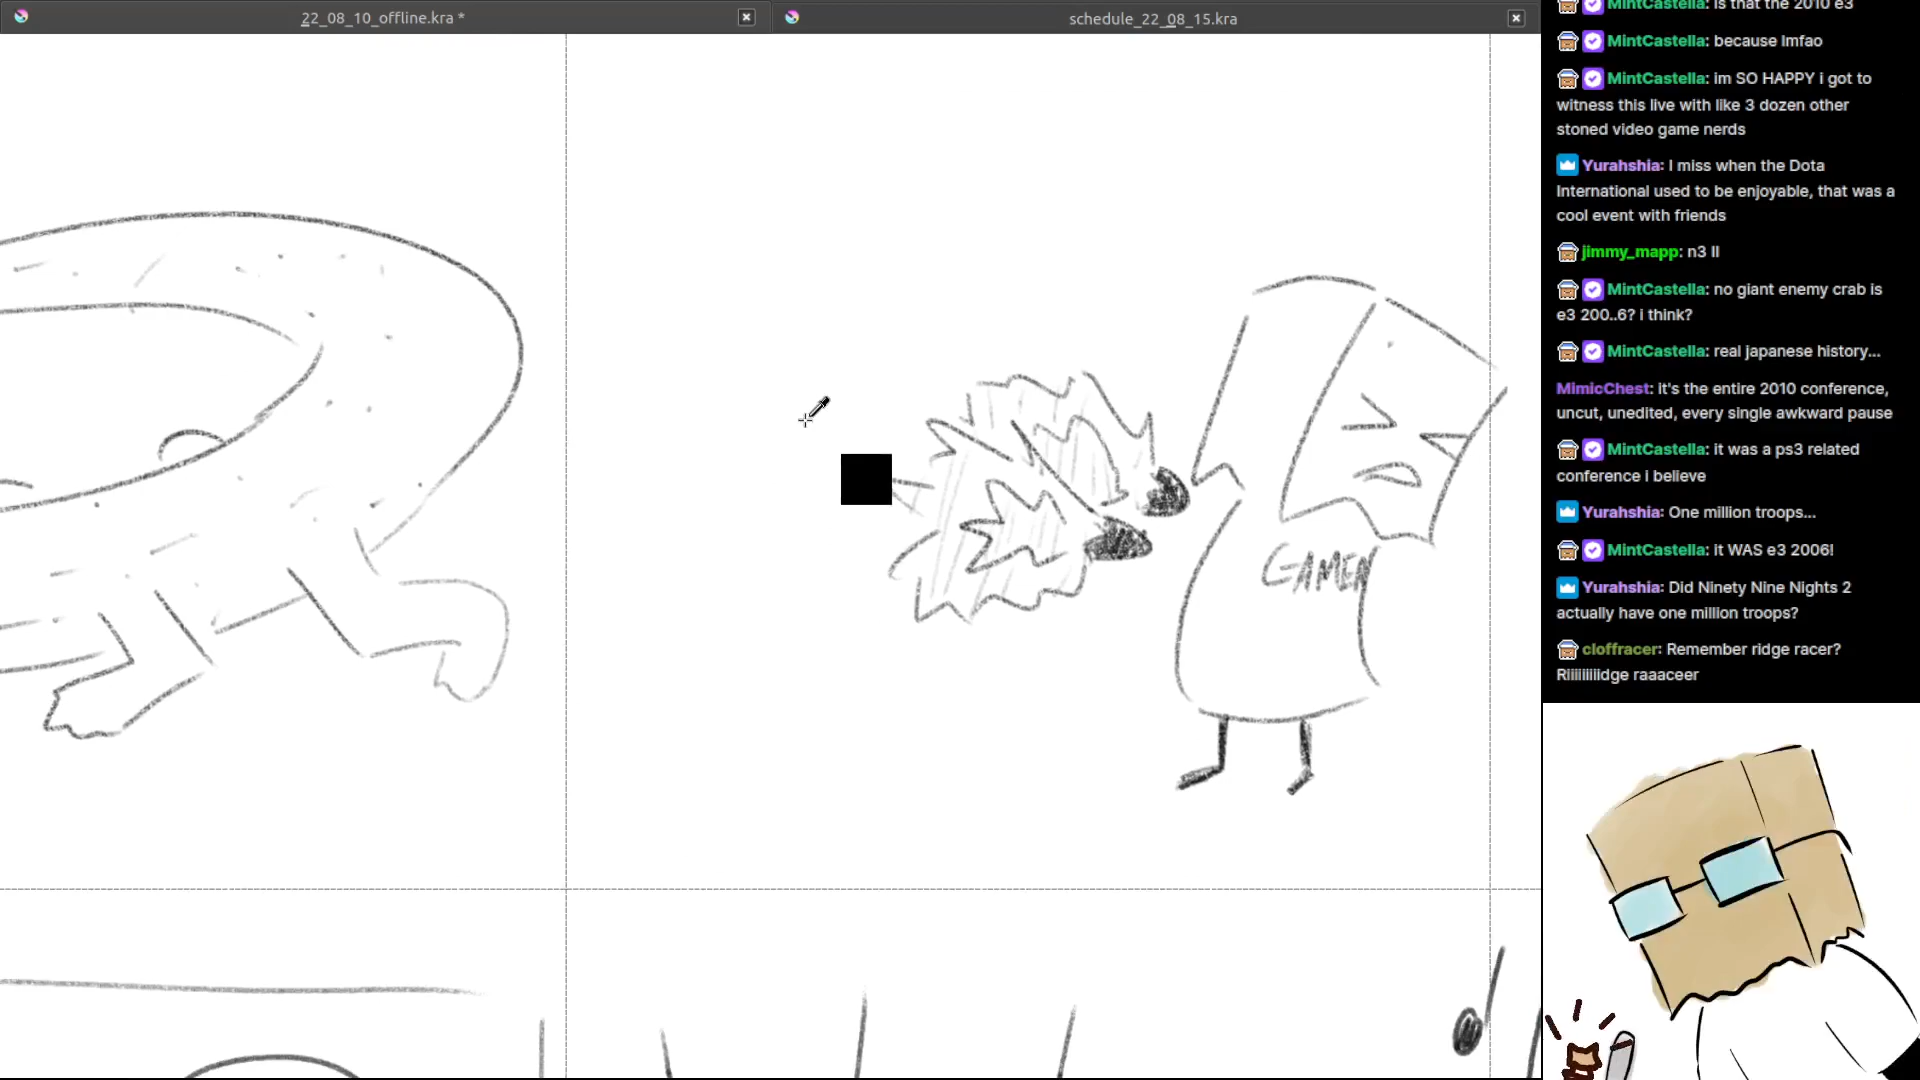 22_08_10_offline.kra *
schedule_22_08_15.kra
MintCastella: is that the 2010 e3
MintCastella: because lmfao
MintCastella: im SO HAPPY i got to
witness this live with like 3 dozen other
stoned video game nerds
Yurahshia: I miss when the Dota
International used to be enjoyable, that was a
cool event with friends
jimmy_mapp: n3 II
MintCastella: no giant enemy crab is
e3 200..6? i think?
MintCastella: real japanese history...
MimicChest: it's the entire 2010 conference,
uncut, unedited, every single awkward pause
MintCastella: it was a ps3 related
conference i believe
Yurahshia: One million troops...
MintCastella: it WAS e3 2006!
Yurahshia: Did Ninety Nine Nights 2
actually have one million troops?
cloffracer: Remember ridge racer?
RIIIIIIIIIdge raaaceer
GAMEN